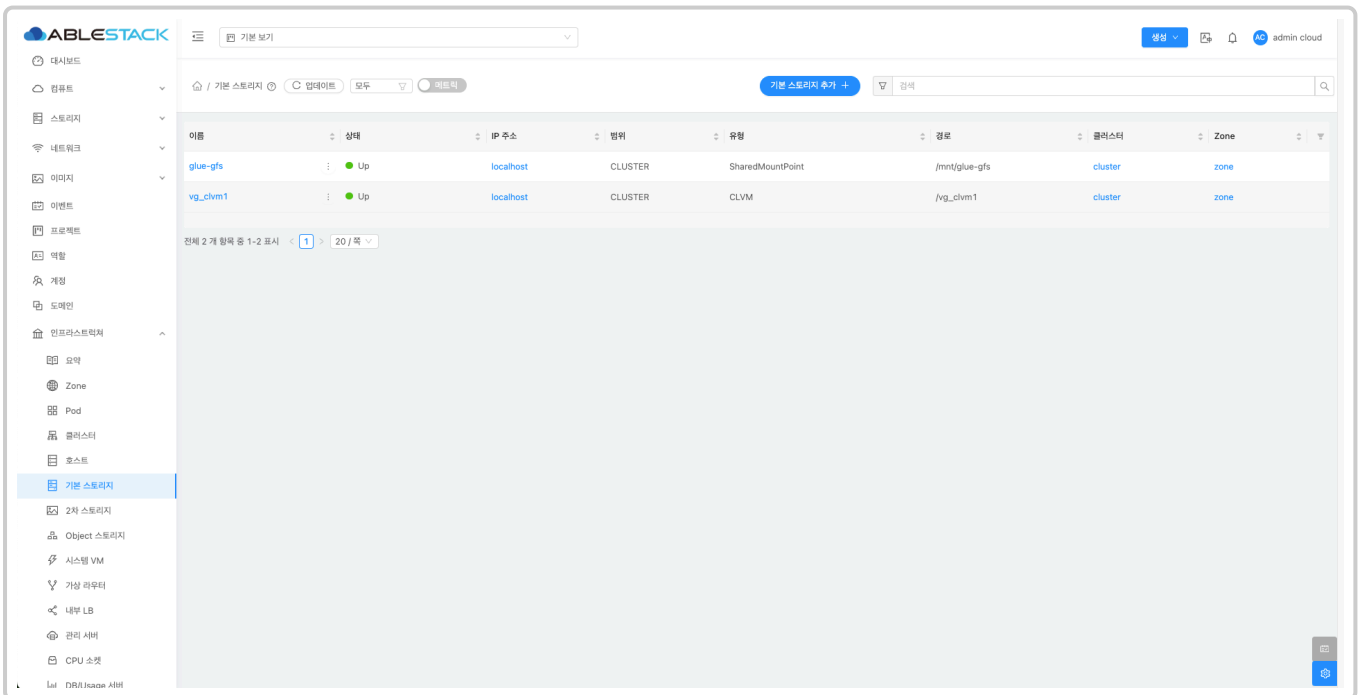 ABLESTACK
기본 보기
생성
AC admin cloud
대시보드
컴퓨트
스토리지
네트워크
이미지
이벤트
프로젝트
역할
계정
도메인
인프라스트럭쳐
요약
Zone
Pod
클러스터
호스트
기본 스토리지
2차 스토리지
Object 스토리지
시스템 VM
가상 라우터
내부 LB
관리 서버
CPU 소켓
DB/Usage 서버
/ 기본 스토리지 업데이트 모두 메트릭
기본 스토리지 추가 + 검색
이름 상태 IP 주소 범위 유형 경로 클러스터 Zone
glue-gfs Up localhost CLUSTER SharedMountPoint /mnt/glue-gfs cluster zone
vg_clvm1 Up localhost CLUSTER CLVM /vg_clvm1 cluster zone
전체 2 개 항목 중 1-2 표시 < 1 > 20 / 쪽